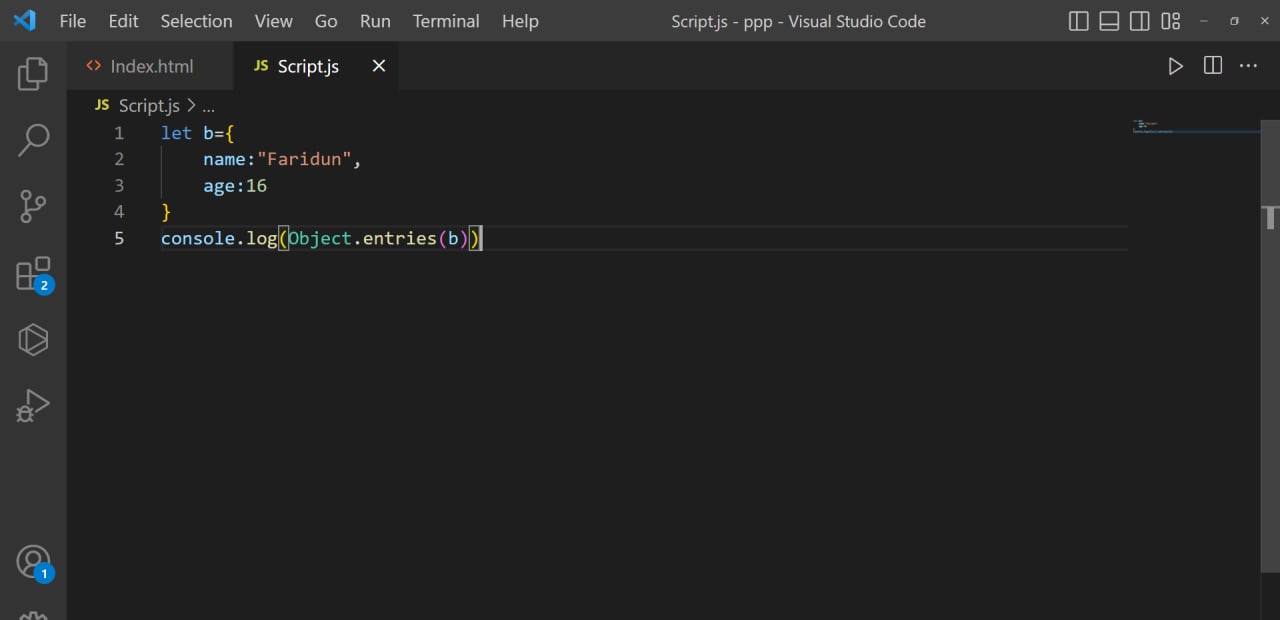 File Edit Selection View Go Run Terminal Help Script.js - ppp - Visual Studio Code
<> Index.html JS Script.js ×
JS Script.js > ...
1 let b={
2 name:"Faridun",
3 age:16
4 }
5 console.log(Object.entries(b))
2
1